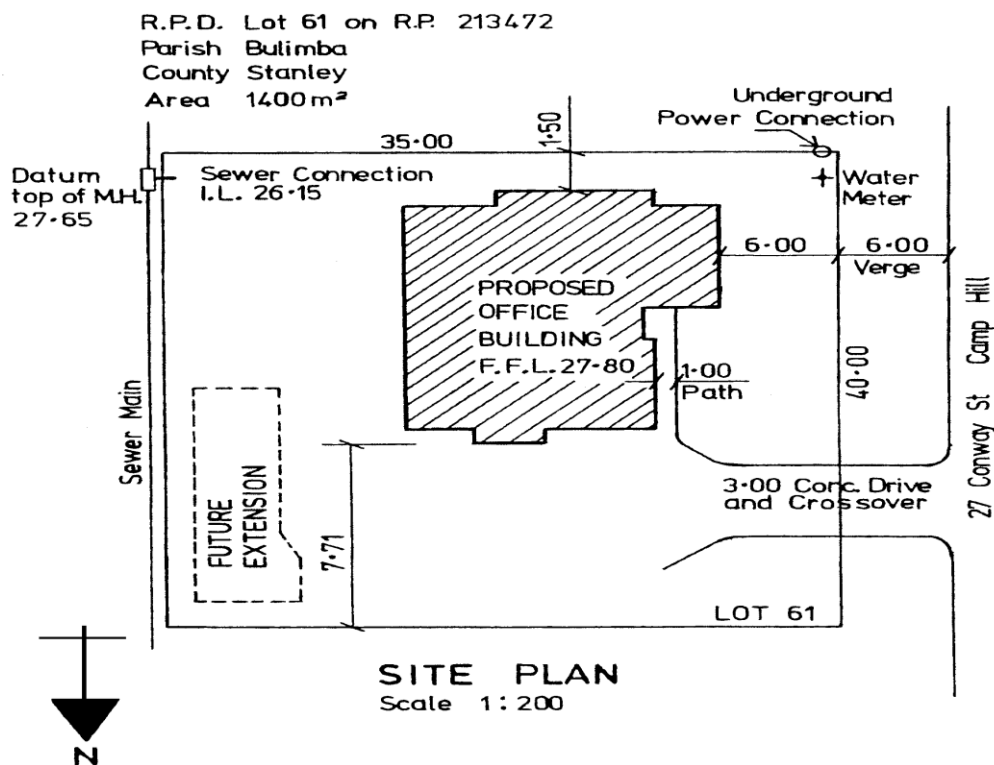 R.P.D. Lot 61 on R.P. 213472
Parish Bulimba
County Stanley
Area 1400m²
Underground
Power Connection
35·00
1·50
Datum
top of M.H.
27·65
Sewer Connection
I.L. 26·15
Water
Meter
6·00
6·00
Verge
PROPOSED
OFFICE
BUILDING
F.F.L. 27·80
1·00
Path
40·00
27 Conway St Camp Hill
Sewer Main
FUTURE
EXTENSION
7·71
3·00 Conc. Drive
and Crossover
LOT 61
SITE PLAN
Scale 1:200
N